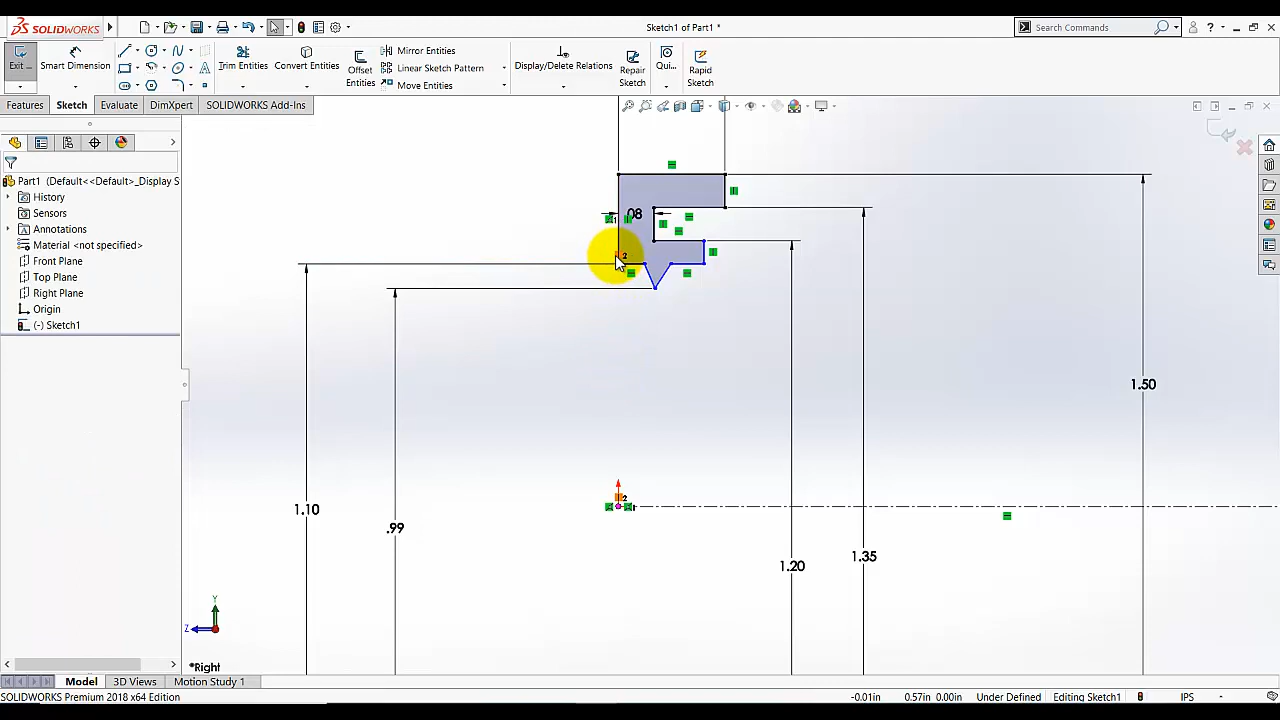 SOLIDWORKS
Sketch1 of Part1 *
Search Commands
?
Exit ...
Smart Dimension
Trim Entities
Convert Entities
Offset Entities
Mirror Entities
Linear Sketch Pattern
Move Entities
Display/Delete Relations
Repair Sketch
Qui...
Rapid Sketch
Features
Sketch
Evaluate
DimXpert
SOLIDWORKS Add-Ins
Part1 (Default<<Default>_Display S
History
Sensors
Annotations
Material <not specified>
Front Plane
Top Plane
Right Plane
Origin
(-) Sketch1
.08
1
2
1.50
1.10
.99
2
1.35
1.20
Y
Z
*Right
Model
3D Views
Motion Study 1
SOLIDWORKS Premium 2018 x64 Edition
-0.01in
0.57in
0.00in
Under Defined
Editing Sketch1
IPS